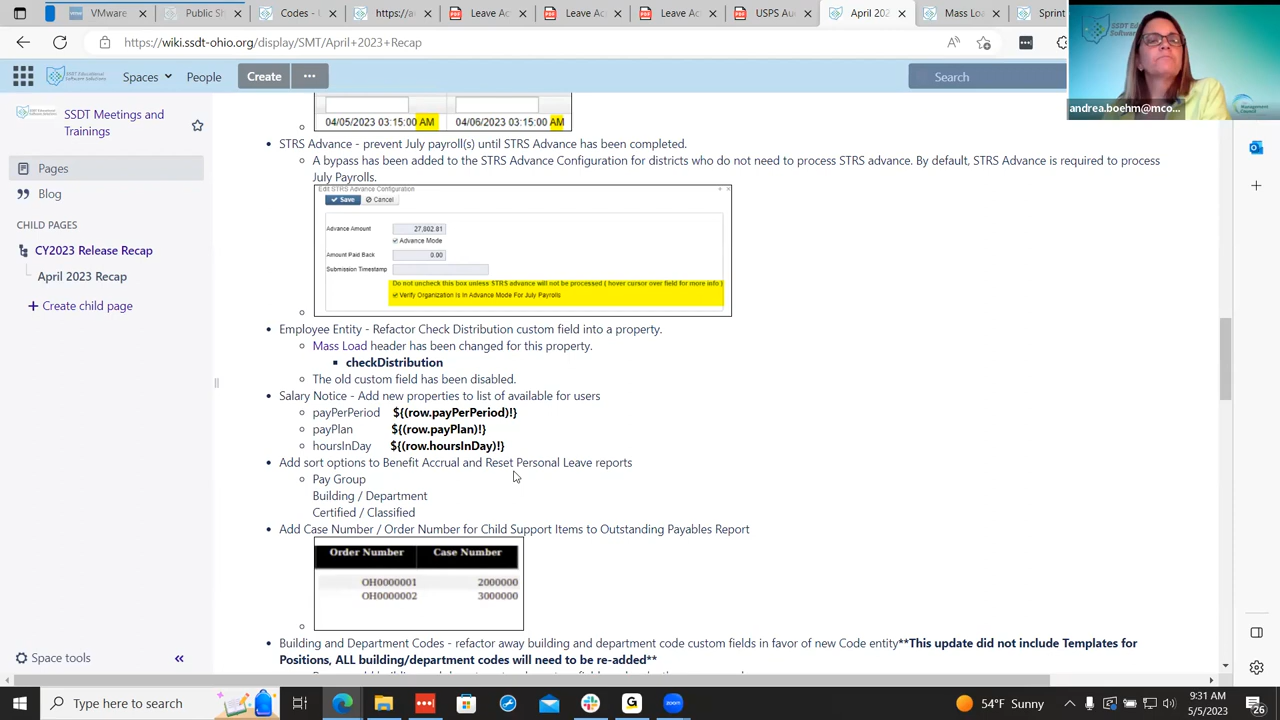 VMware
SSDT Pub
https://
Leave Ac
Leave Ac
Leave Ac
USPS Au
April 202
Mass Loa
Sprint
https://wiki.ssdt-ohio.org/display/SMT/April+2023+Recap
Spaces
People
Create
Search
andrea.boehm@mco...
SSDT Meetings and
Trainings
Pages
Blog
CHILD PAGES
CY2023 Release Recap
April 2023 Recap
+ Create child page
Space tools
04/05/2023 03:15:00 AM 04/09/2023 03:15:00 AM
• STRS Advance - prevent July payroll(s) until STRS Advance has been completed.
A bypass has been added to the STRS Advance Configuration for districts who do not need to process STRS advance. By default, STRS Advance is required to process
July Payrolls.
Edit STRS Advance Configuration
Save Cancel
Advance Amount 27,802.81
Advance Mode
Amount Paid Back 0.00
Submission Timestamp
Do not uncheck this box unless STRS advance will not be processed ( hover cursor over field for more info )
Verify Organization Is In Advance Mode For July Payrolls
• Employee Entity - Refactor Check Distribution custom field into a property.
Mass Load header has been changed for this property.
checkDistribution
The old custom field has been disabled.
• Salary Notice - Add new properties to list of available for users
payPerPeriod ${(row.payPerPeriod)!}
payPlan ${(row.payPlan)!}
hoursInDay ${(row.hoursInDay)!}
• Add sort options to Benefit Accrual and Reset Personal Leave reports
Pay Group
Building / Department
Certified / Classified
• Add Case Number / Order Number for Child Support Items to Outstanding Payables Report
Order Number Case Number
OH0000001 2000000
OH0000002 3000000
• Building and Department Codes - refactor away building and department code custom fields in favor of new Code entity**This update did not include Templates for
Positions, ALL building/department codes will need to be re-added**
Type here to search
54°F Sunny
9:31 AM
5/5/2023
26